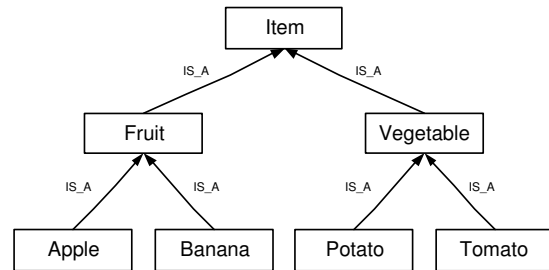 Item
IS_A IS_A
Fruit Vegetable
IS_A IS_A IS_A IS_A
Apple Banana Potato Tomato